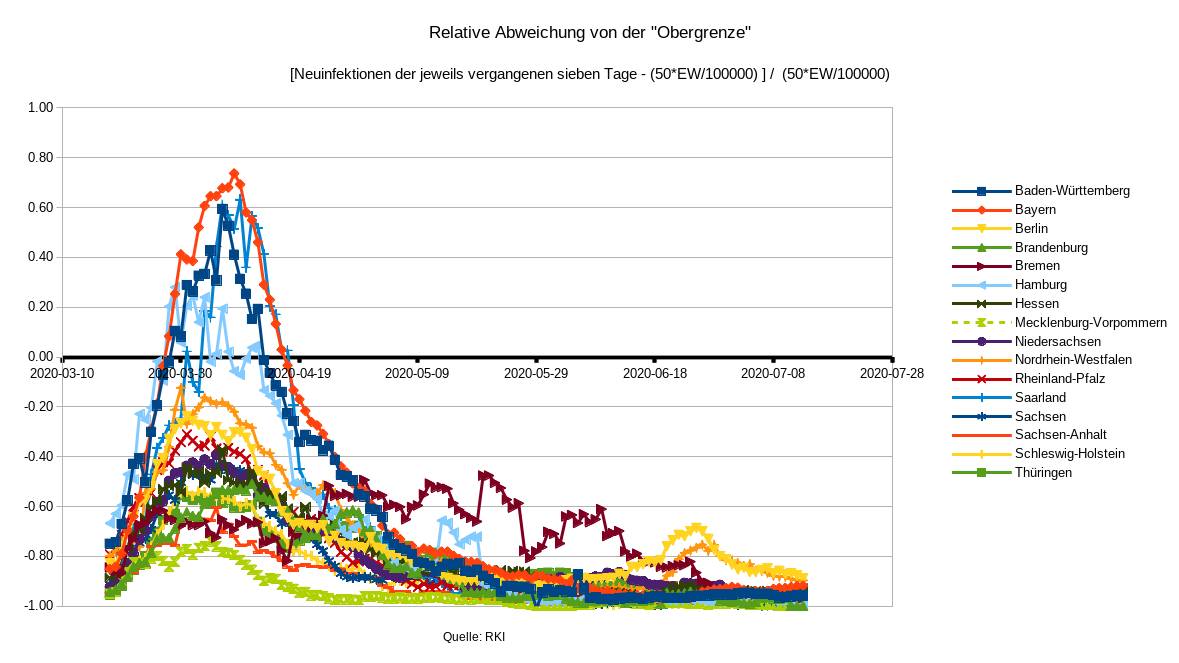 Relative Abweichung von der "Obergrenze"
[Neuinfektionen der jeweils vergangenen sieben Tage - (50*EW/100000) ] /  (50*EW/100000)
1.00
0.80
0.60
0.40
0.20
0.00
-0.20
-0.40
-0.60
-0.80
-1.00
2020-03-10 2020-03-30 2020-04-19 2020-05-09 2020-05-29 2020-06-18 2020-07-08 2020-07-28
Baden-Württemberg
Bayern
Berlin
Brandenburg
Bremen
Hamburg
Hessen
Mecklenburg-Vorpommern
Niedersachsen
Nordrhein-Westfalen
Rheinland-Pfalz
Saarland
Sachsen
Sachsen-Anhalt
Schleswig-Holstein
Thüringen
Quelle: RKI